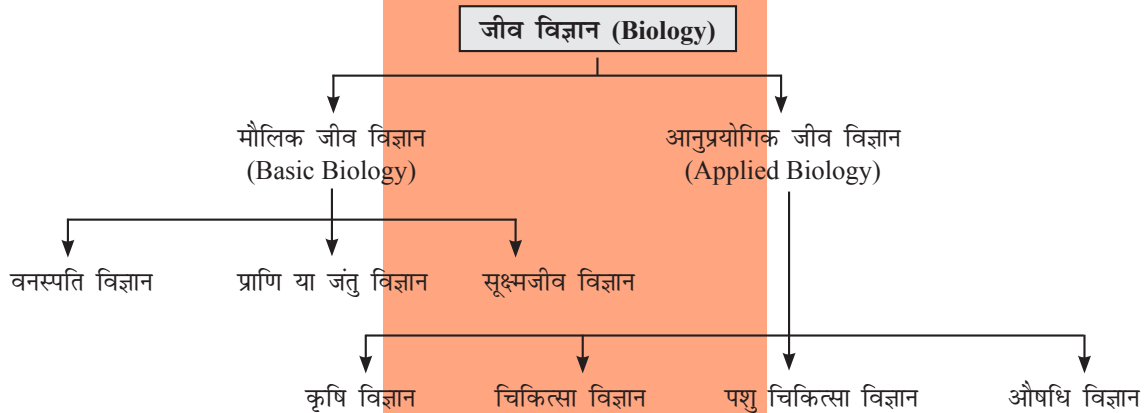 जीव विज्ञान (Biology)
मौलिक जीव विज्ञान
(Basic Biology)
आनुप्रयोगिक जीव विज्ञान
(Applied Biology)
वनस्पति विज्ञान
प्राणि या जंतु विज्ञान
सूक्ष्मजीव विज्ञान
कृषि विज्ञान
चिकित्सा विज्ञान
पशु चिकित्सा विज्ञान
औषधि विज्ञान